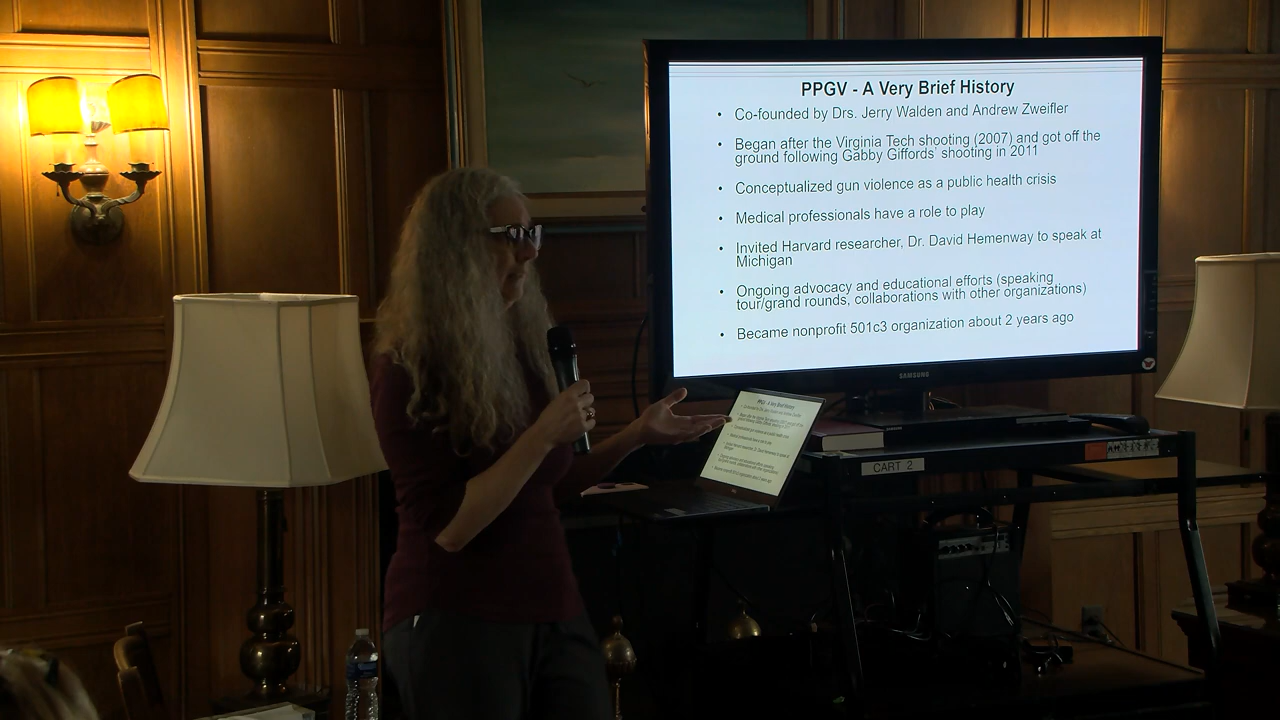 PPGV - A Very Brief History
• Co-founded by Drs. Jerry Walden and Andrew Zweifler
• Began after the Virginia Tech shooting (2007) and got off the
ground following Gabby Giffords' shooting in 2011
• Conceptualized gun violence as a public health crisis
• Medical professionals have a role to play
• Invited Harvard researcher, Dr. David Hemenway to speak at
Michigan
• Ongoing advocacy and educational efforts (speaking
tour/grand rounds, collaborations with other organizations)
• Became nonprofit 501c3 organization about 2 years ago
SAMSUNG
PPGV - A Very Brief History
CART 2